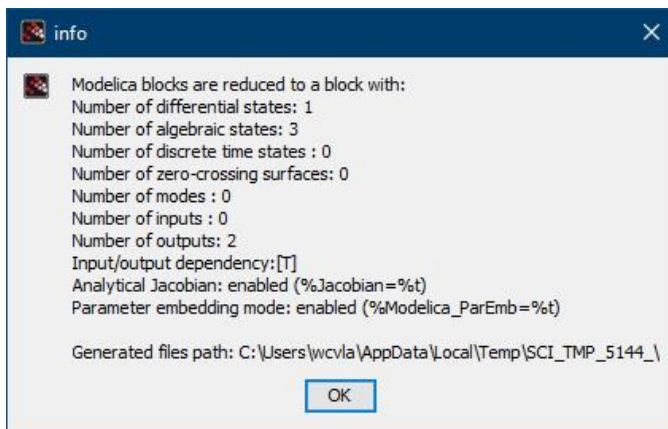 info
Modelica blocks are reduced to a block with:
Number of differential states: 1
Number of algebraic states: 3
Number of discrete time states : 0
Number of zero-crossing surfaces: 0
Number of modes : 0
Number of inputs : 0
Number of outputs: 2
Input/output dependency:[T]
Analytical Jacobian: enabled (%Jacobian=%t)
Parameter embedding mode: enabled (%Modelica_ParEmb=%t)
Generated files path: C:\Users\wcvla\AppData\Local\Temp\SCI_TMP_5144_\
OK